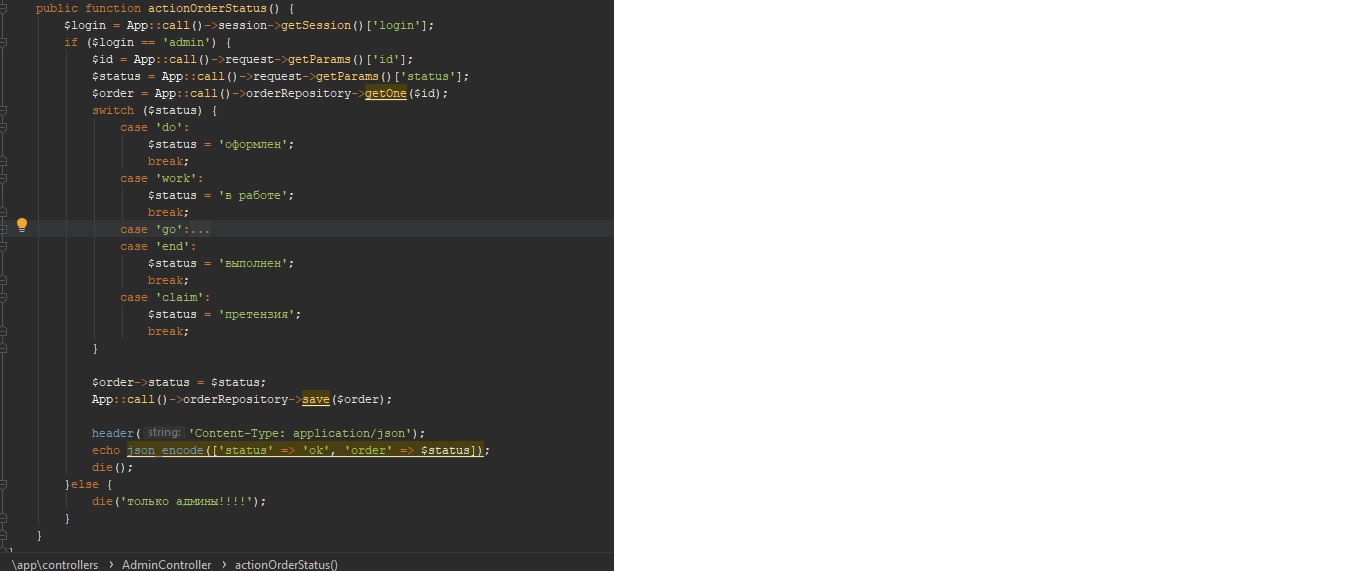 public function actionOrderStatus() {
$login = App::call()->session->getSession()['login'];
if ($login == 'admin') {
$id = App::call()->request->getParams()['id'];
$status = App::call()->request->getParams()['status'];
$order = App::call()->orderRepository->getOne($id);
switch ($status) {
case 'do':
$status = 'оформлен';
break;
case 'work':
$status = 'в работе';
break;
case 'go':...
case 'end':
$status = 'выполнен';
break;
case 'claim':
$status = 'претензия';
break;
}
$order->status = $status;
App::call()->orderRepository->save($order);
header( string: 'Content-Type: application/json');
echo json_encode(['status' => 'ok', 'order' => $status]);
die();
}else {
die('только админы!!!!');
}
}
\app\controllers › AdminController › actionOrderStatus()